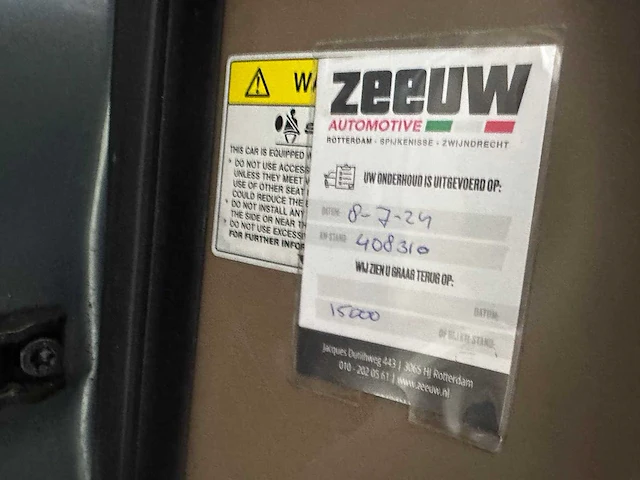 WA
zeeuw
AUTOMOTIVE
ROTTERDAM - SPIJKENISSE - ZWIJNDRECHT
THIS CAR IS EQUIPPED W
• DO NOT USE ACCESS
UNLESS THEY MEET
USE OF OTHER SEAT
COULD REDUCE THE
• DO NOT INSTALL ANY
THE SIDE OR NEAR TH
• DO NOT USE EXCESSI
FOR FURTHER INFOR
UW ONDERHOUD IS UITGEVOERD OP:
DATUM: 8-7-24
KM STAND: 408310
WIJ ZIEN U GRAAG TERUG OP:
DATUM:
15000
OF BIJ KM STAND:
Jacques Dutilhweg 443 | 3065 HJ Rotterdam
010 - 202 05 61 | www.zeeuw.nl